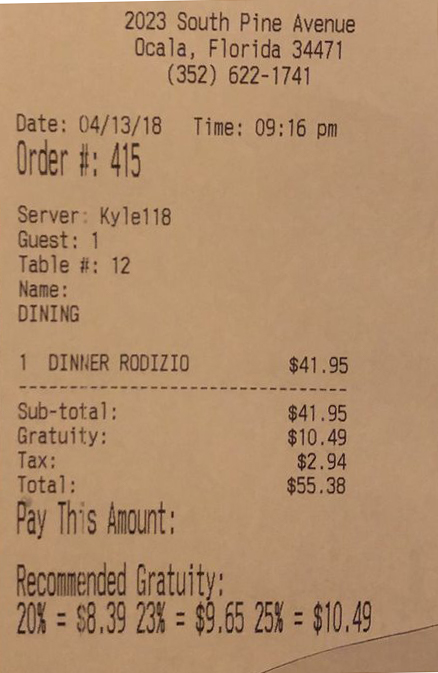 2023 South Pine Avenue
Ocala, Florida 34471
(352) 622-1741
Date: 04/13/18 Time: 09:16 pm
Order #: 415
Server: Kyle118
Guest: 1
Table #: 12
Name:
DINING
1 DINNER RODIZIO $41.95
--------------------------------
Sub-total: $41.95
Gratuity: $10.49
Tax: $2.94
Total: $55.38
Pay This Amount:
Recommended Gratuity:
20% = $8.39 23% = $9.65 25% = $10.49